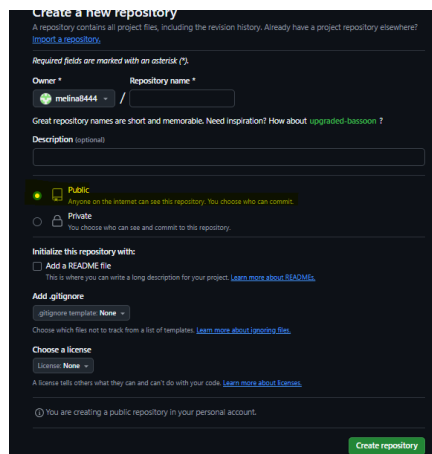 Create a new repository
A repository contains all project files, including the revision history. Already have a project repository elsewhere?
Import a repository.
Required fields are marked with an asterisk (*).
Owner * Repository name *
melina8444 /
Great repository names are short and memorable. Need inspiration? How about upgraded-bassoon ?
Description (optional)
Public
Anyone on the internet can see this repository. You choose who can commit.
Private
You choose who can see and commit to this repository.
Initialize this repository with:
Add a README file
This is where you can write a long description for your project. Learn more about READMEs.
Add .gitignore
.gitignore template: None
Choose which files not to track from a list of templates. Learn more about ignoring files.
Choose a license
License: None
A license tells others what they can and can't do with your code. Learn more about licenses.
You are creating a public repository in your personal account.
Create repository